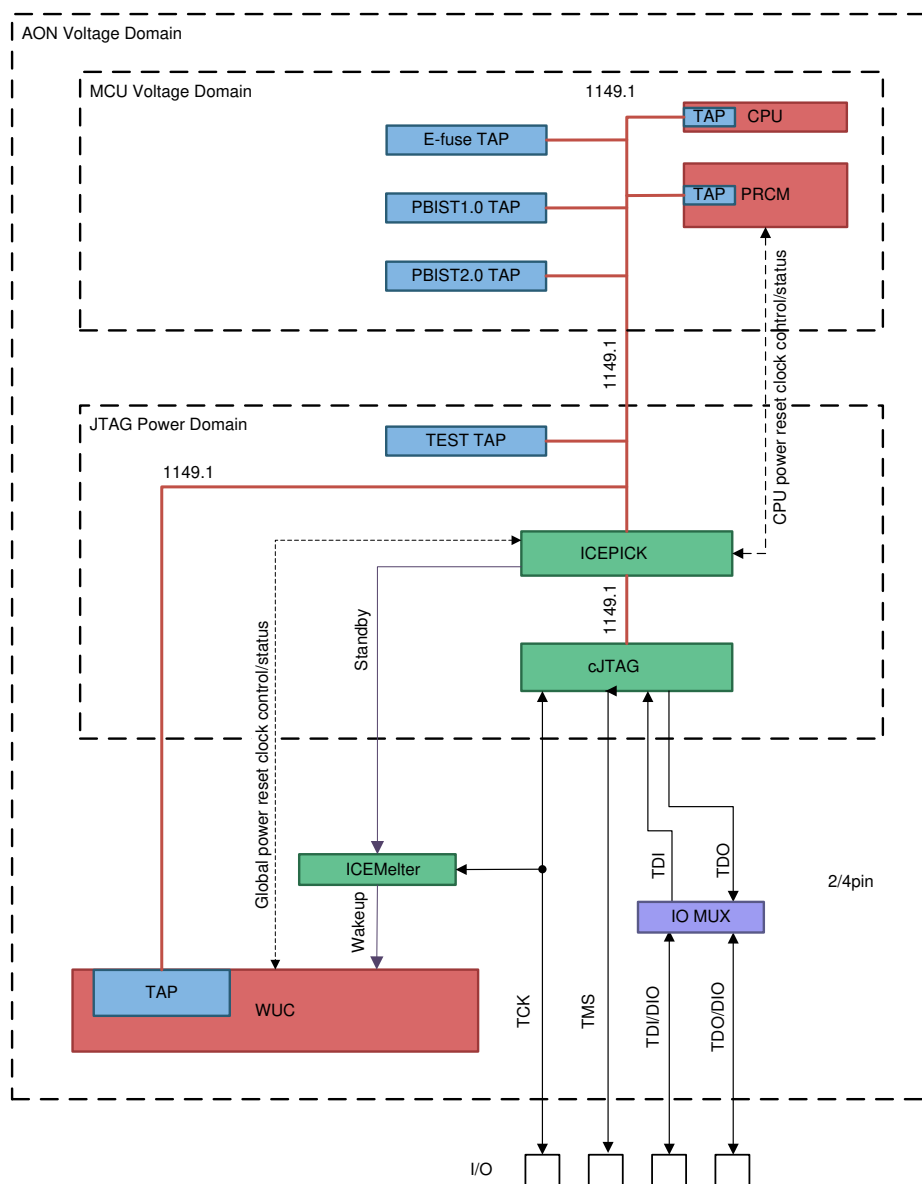 AON Voltage Domain
MCU Voltage Domain
1149.1
TAP
CPU
E-fuse TAP
TAP
PRCM
PBIST1.0 TAP
PBIST2.0 TAP
1149.1
CPU power reset clock control/status
JTAG Power Domain
TEST TAP
1149.1
ICEPICK
1149.1
Standby
Global power reset clock control/status
cJTAG
ICEMelter
TDI
TDO
2/4pin
IO MUX
Wakeup
TAP
WUC
TCK
TMS
TDI/DIO
TDO/DIO
I/O